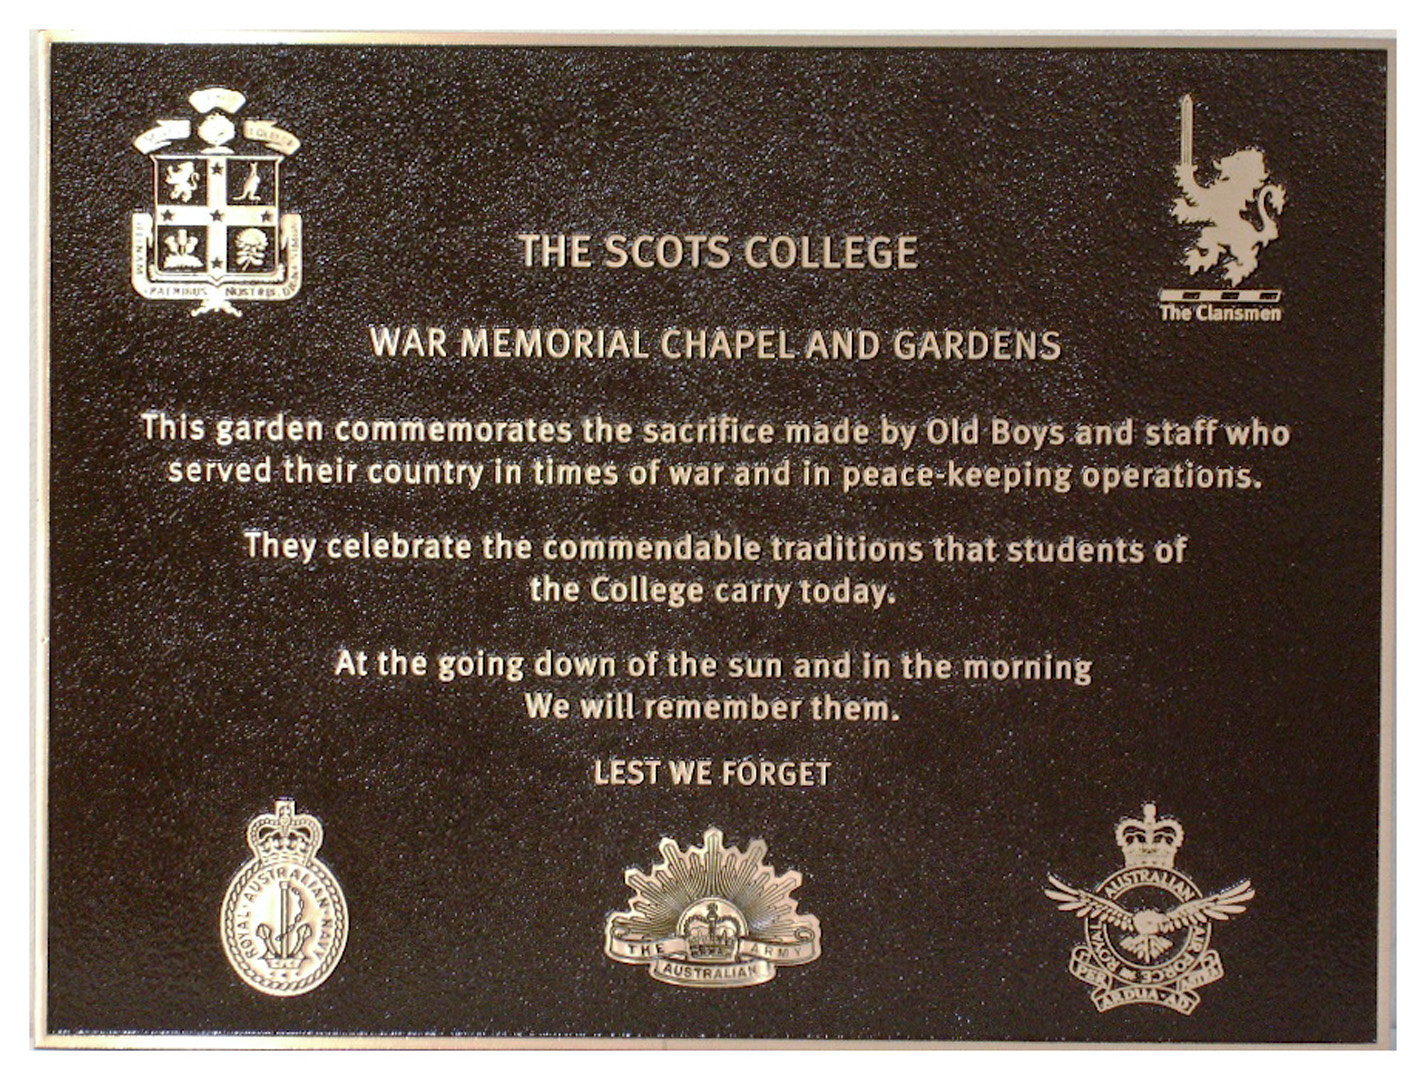 THE SCOTS COLLEGE
The Clansmen
WAR MEMORIAL CHAPEL AND GARDENS
This garden commemorates the sacrifice made by Old Boys and staff who
served their country in times of war and in peace-keeping operations.
They celebrate the commendable traditions that students of
the College carry today.
At the going down of the sun and in the morning
We will remember them.
LEST WE FORGET
ROYAL·AUSTRALIAN·NAVY
THE ARMY
AUSTRALIAN
ROYAL AUSTRALIAN AIR FORCE
PER ARDUA·AD